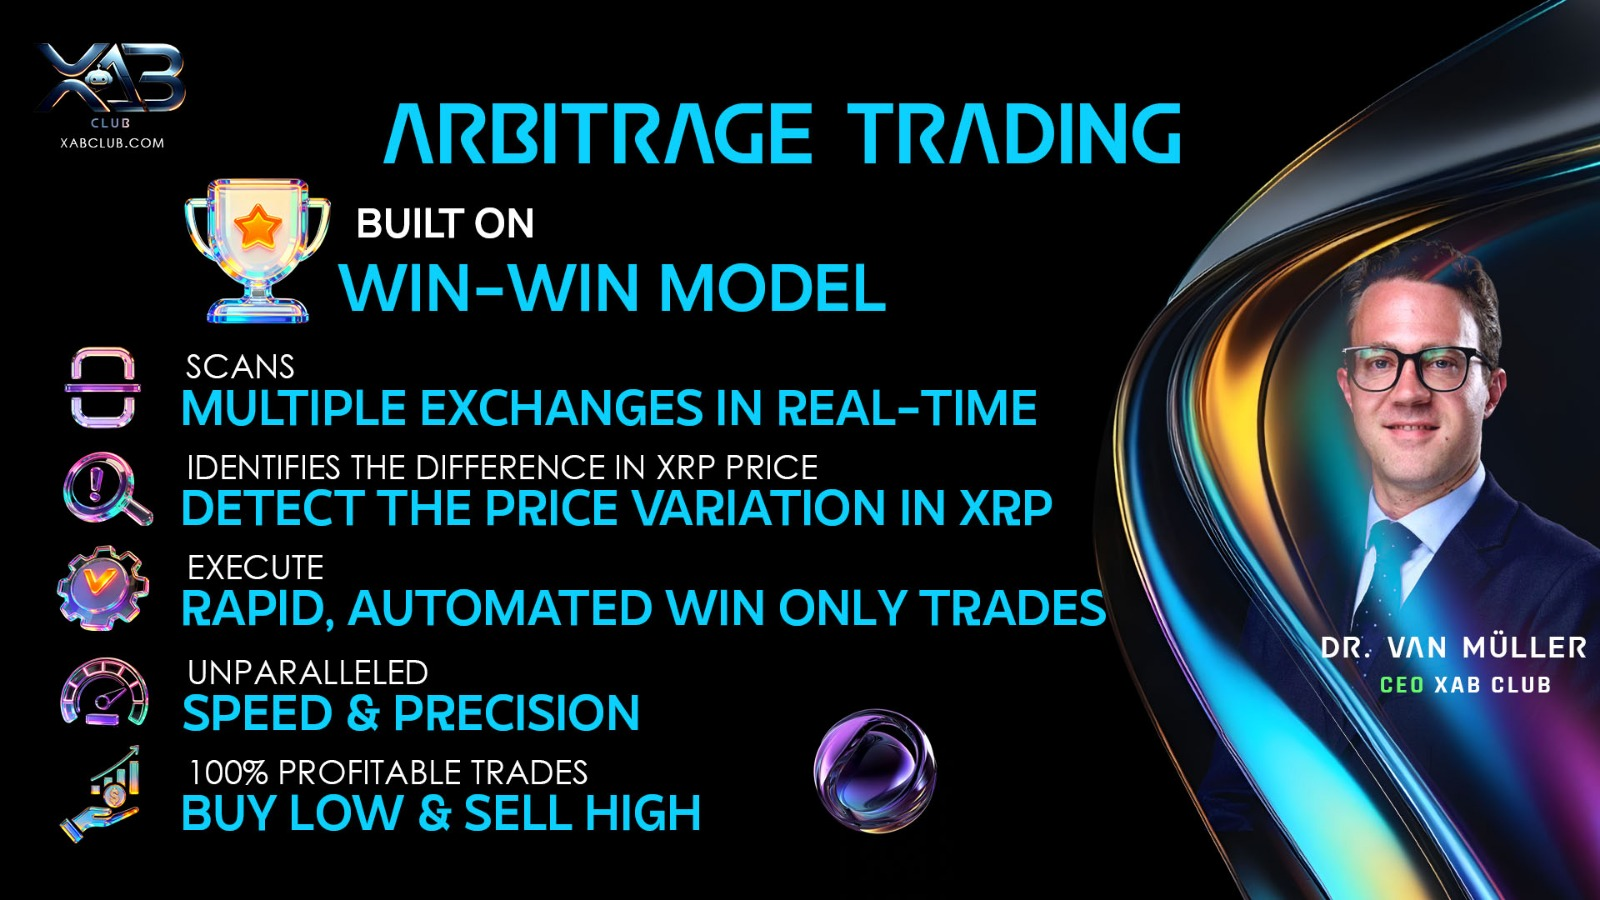 XAB
CLUB
XABCLUB.COM
ARBITRAGE TRADING
BUILT ON
WIN-WIN MODEL
SCANS
MULTIPLE EXCHANGES IN REAL-TIME
IDENTIFIES THE DIFFERENCE IN XRP PRICE
DETECT THE PRICE VARIATION IN XRP
EXECUTE
RAPID, AUTOMATED WIN ONLY TRADES
UNPARALLELED
SPEED & PRECISION
100% PROFITABLE TRADES
BUY LOW & SELL HIGH
DR. VAN MÜLLER
CEO XAB CLUB